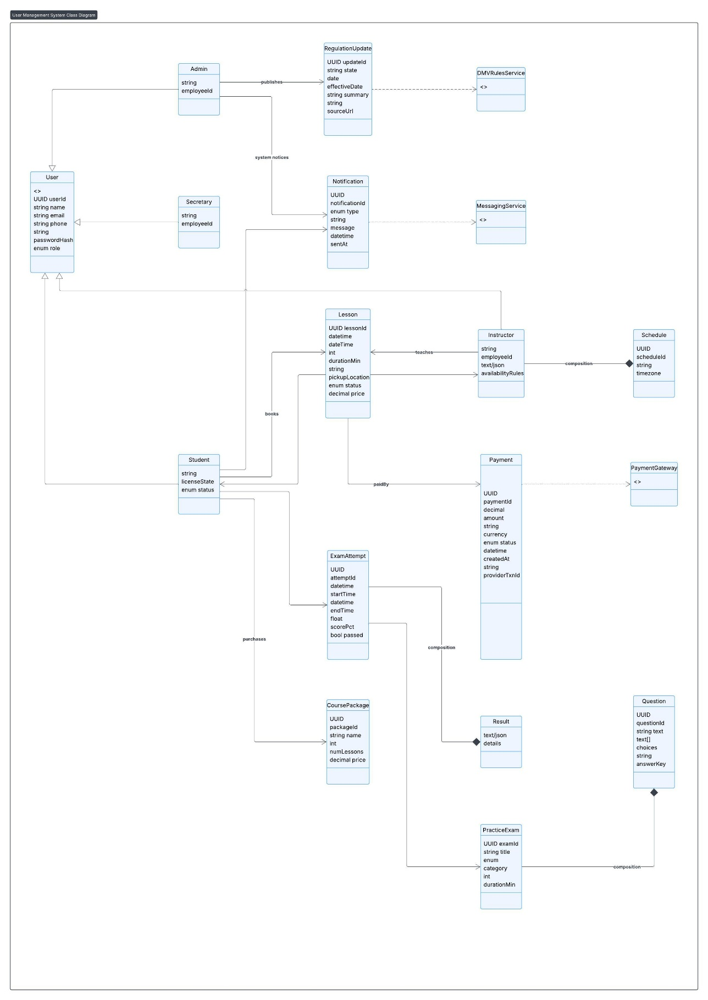 User Management System Class Diagram
RegulationUpdate
UUID updateId
string state
date
effectiveDate
string summary
string
sourceUrl
Admin
string
employeeId
publishes
DMVRulesService
<>
system notices
User
<>
UUID userId
string name
string email
string phone
string
passwordHash
enum role
Secretary
string
employeeId
Notification
UUID
notificationId
enum type
string
message
datetime
sentAt
MessagingService
<>
Lesson
UUID lessonId
datetime
dateTime
int
durationMin
string
pickupLocation
enum status
decimal price
teaches
Instructor
string
employeeId
text/json
availabilityRules
composition
Schedule
UUID
scheduleId
string
timezone
books
Student
string
licenseState
enum status
paidBy
Payment
UUID
paymentId
decimal
amount
string
currency
enum status
datetime
createdAt
string
providerTxnId
PaymentGateway
<>
ExamAttempt
UUID
attemptId
datetime
startTime
datetime
endTime
float
scorePct
bool passed
purchases
composition
CoursePackage
UUID
packageId
string name
int
numLessons
decimal price
Result
text/json
details
Question
UUID
questionId
string text
text[]
choices
string
answerKey
PracticeExam
UUID examId
string title
enum
category
int
durationMin
composition